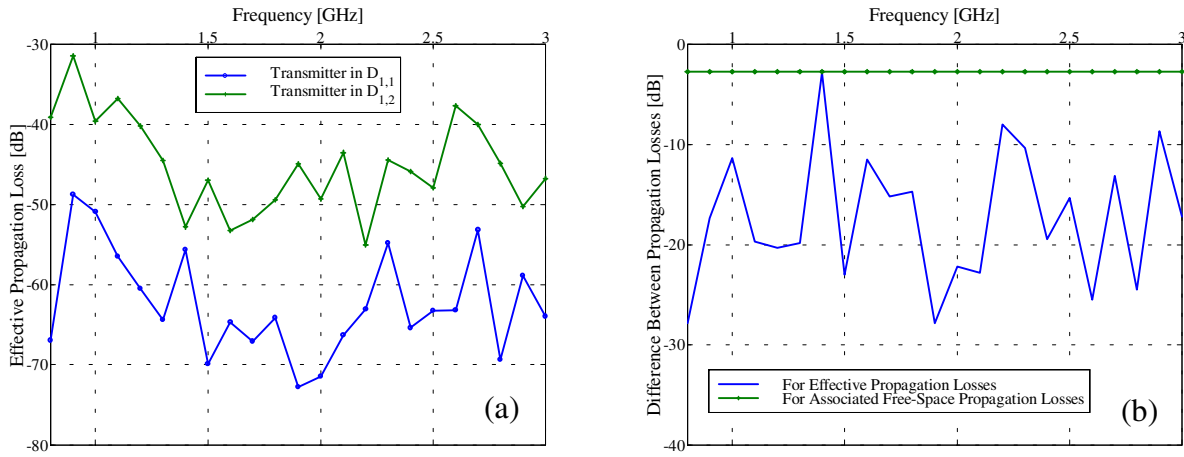 Frequency [GHz]
1 1.5 2 2.5 3
-30
-40
-50
-60
-70
-80
Effective Propagation Loss [dB]
Transmitter in D1,1
Transmitter in D1,2
(a)
Frequency [GHz]
1 1.5 2 2.5 3
0
-10
-20
-30
-40
Difference Between Propagation Losses [dB]
For Effective Propagation Losses
For Associated Free-Space Propagation Losses
(b)